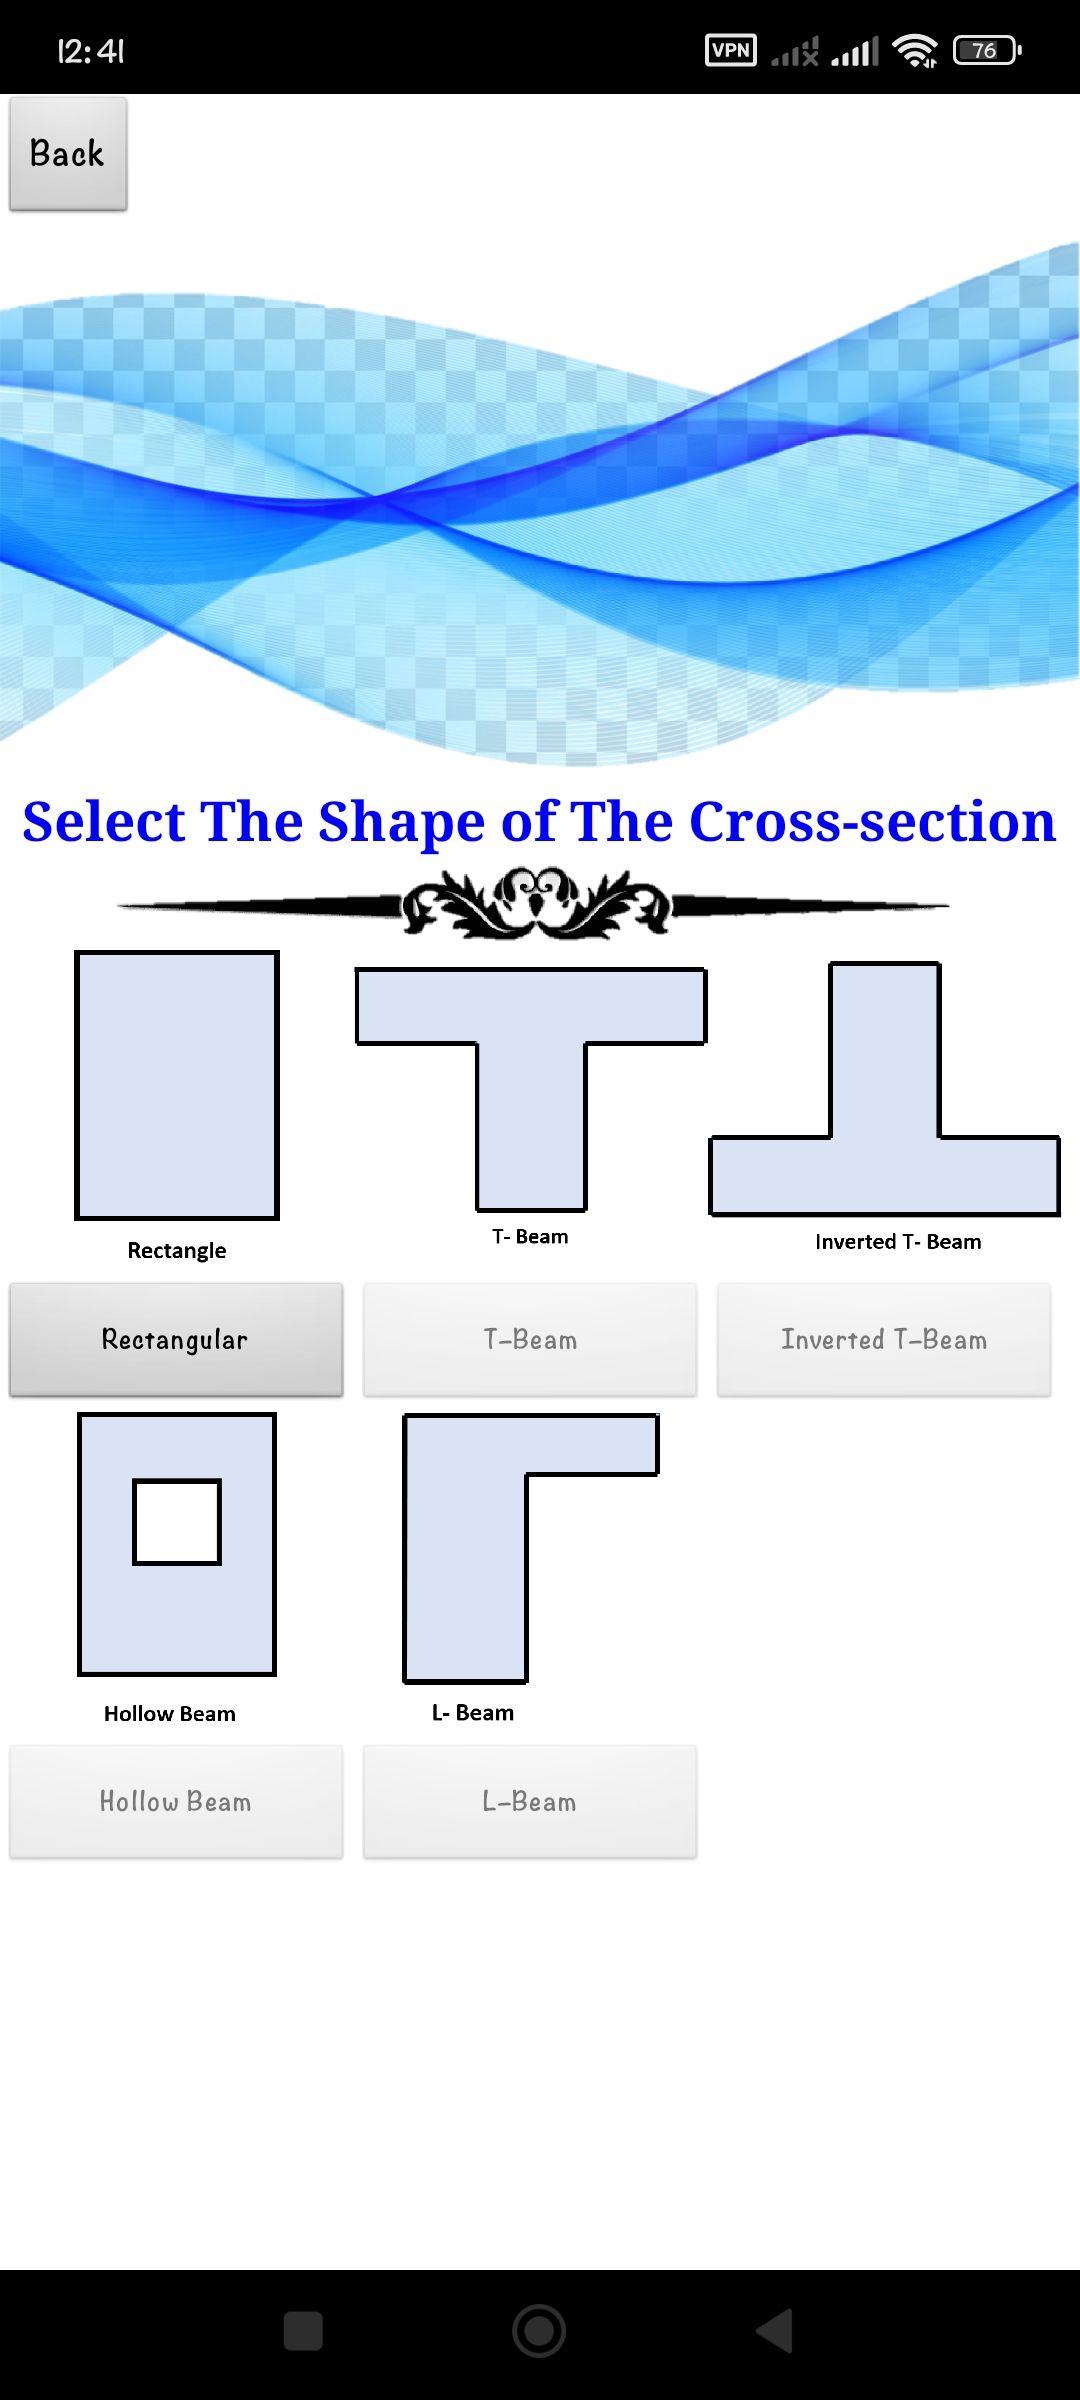 12:41 VPN 76
Back
Select The Shape of The Cross-section
Rectangle T- Beam Inverted T- Beam
Rectangular T-Beam Inverted T-Beam
Hollow Beam L- Beam
Hollow Beam L-Beam